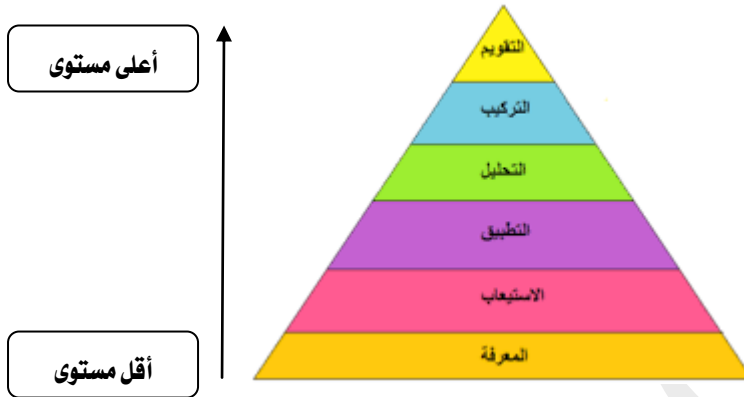 أعلى مستوى
التقويم
التركيب
التحليل
التطبيق
الاستيعاب
المعرفة
أقل مستوى